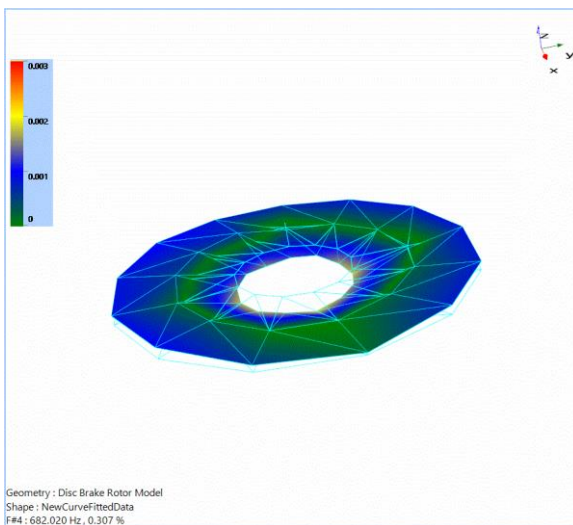 Z
y
x
0.003
0.002
0.001
0
Geometry : Disc Brake Rotor Model
Shape : NewCurveFittedData
F#4 : 682.020 Hz , 0.307 %